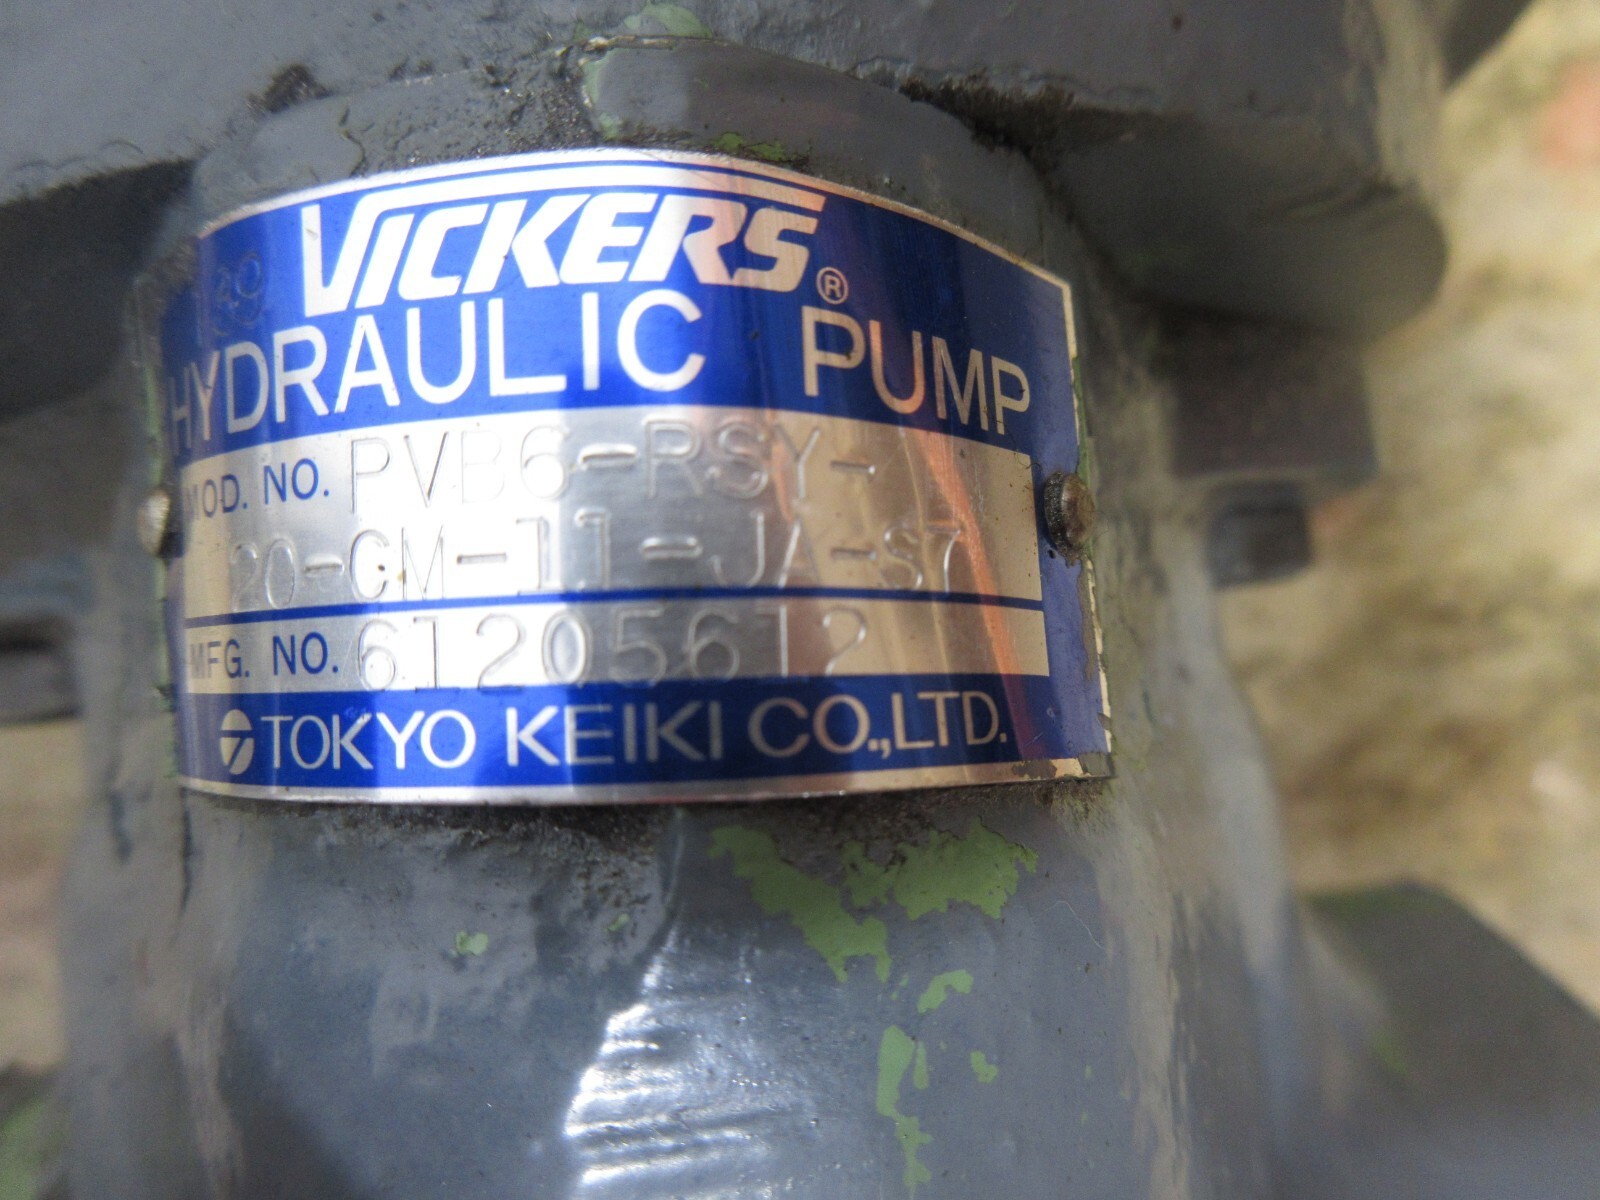 39
VICKERS®
HYDRAULIC PUMP
MOD. NO. PVB6-RSY-
20-CM-11-JA-S7
MFG. NO. 61205612
TOKYO KEIKI CO.,LTD.